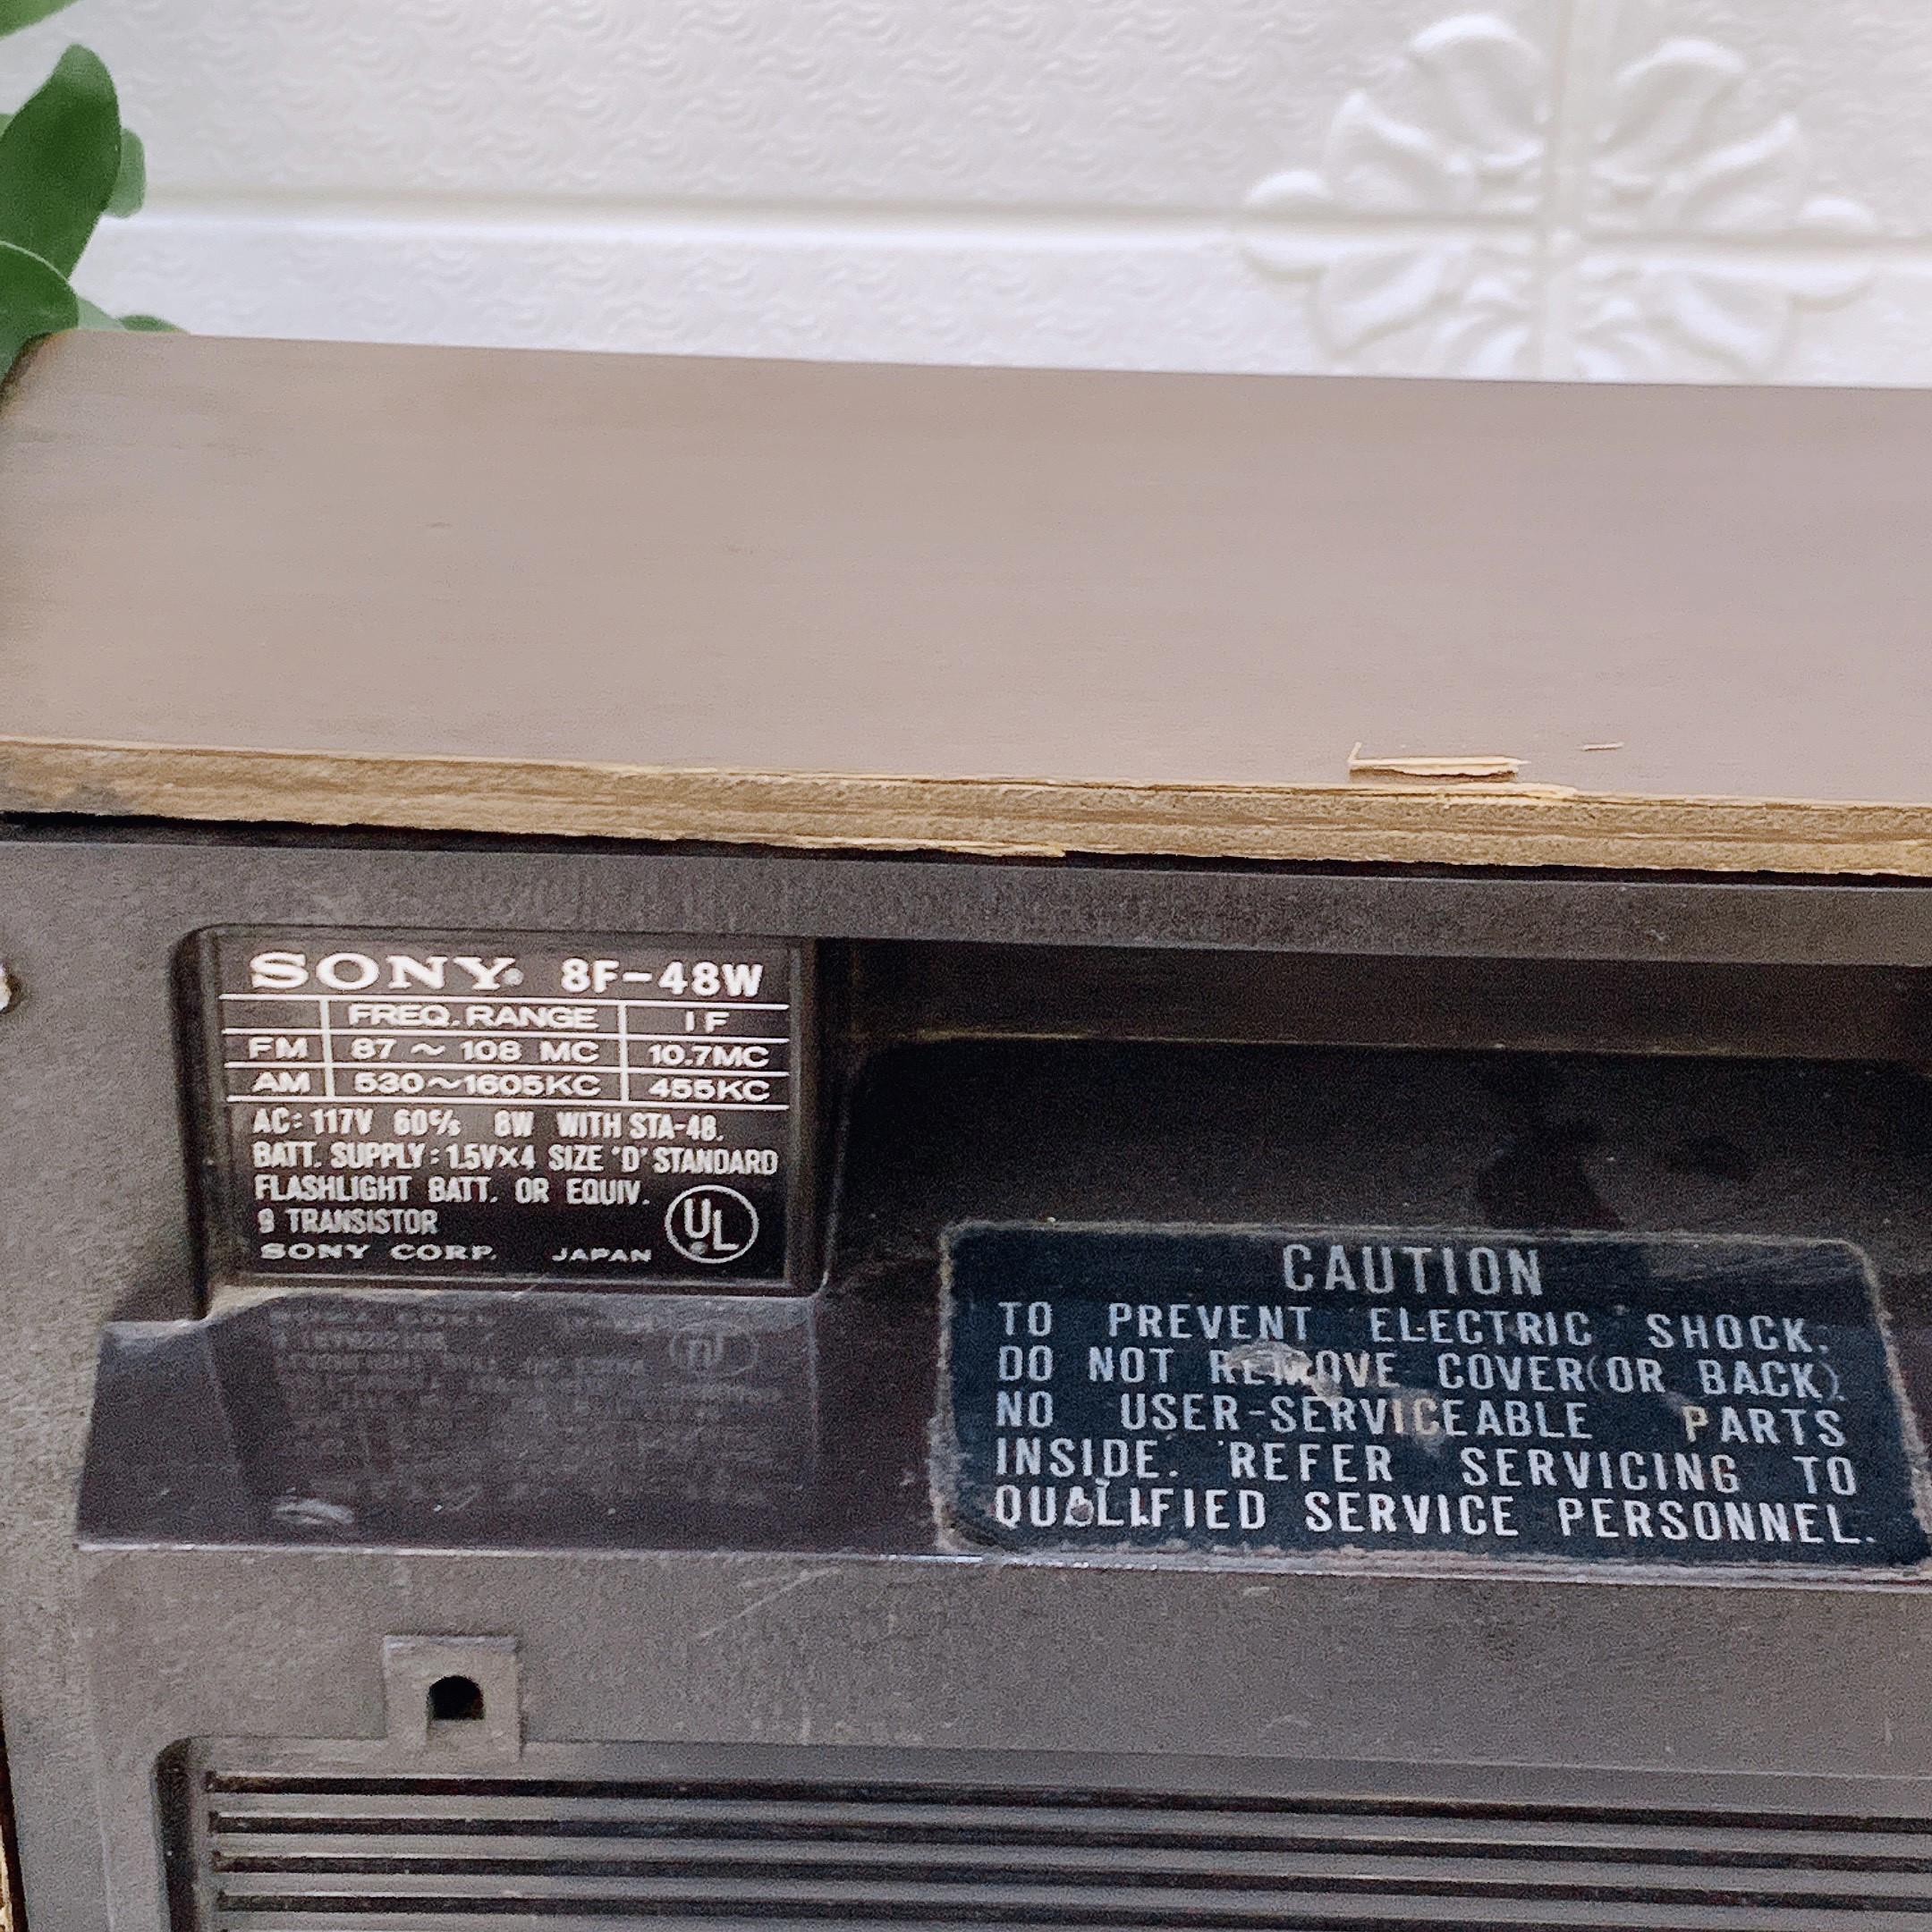 SONY® 8F-48W
FREQ. RANGE IF
FM 87 ~ 108 MC 10.7MC
AM 530~1605KC 455KC
AC: 117V 60c/s 8W WITH STA-48.
BATT. SUPPLY: 1.5V×4 SIZE "D" STANDARD
FLASHLIGHT BATT. OR EQUIV.
9 TRANSISTOR
SONY CORP. JAPAN
UL
CAUTION
TO PREVENT ELECTRIC SHOCK.
DO NOT REMOVE COVER (OR BACK).
NO USER-SERVICEABLE PARTS
INSIDE. REFER SERVICING TO
QUALIFIED SERVICE PERSONNEL.